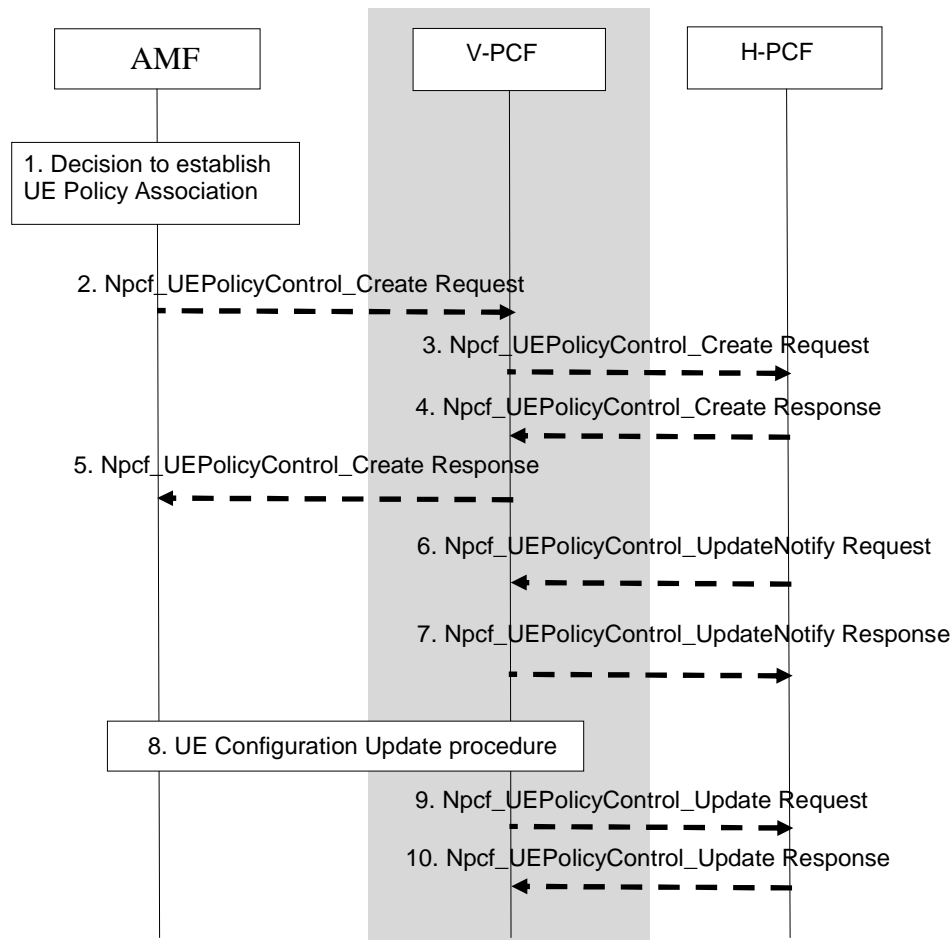 AMF
V-PCF
H-PCF
1. Decision to establish
UE Policy Association
2. Npcf_UEPolicyControl_Create Request
3. Npcf_UEPolicyControl_Create Request
4. Npcf_UEPolicyControl_Create Response
5. Npcf_UEPolicyControl_Create Response
6. Npcf_UEPolicyControl_UpdateNotify Request
7. Npcf_UEPolicyControl_UpdateNotify Response
8. UE Configuration Update procedure
9. Npcf_UEPolicyControl_Update Request
10. Npcf_UEPolicyControl_Update Response